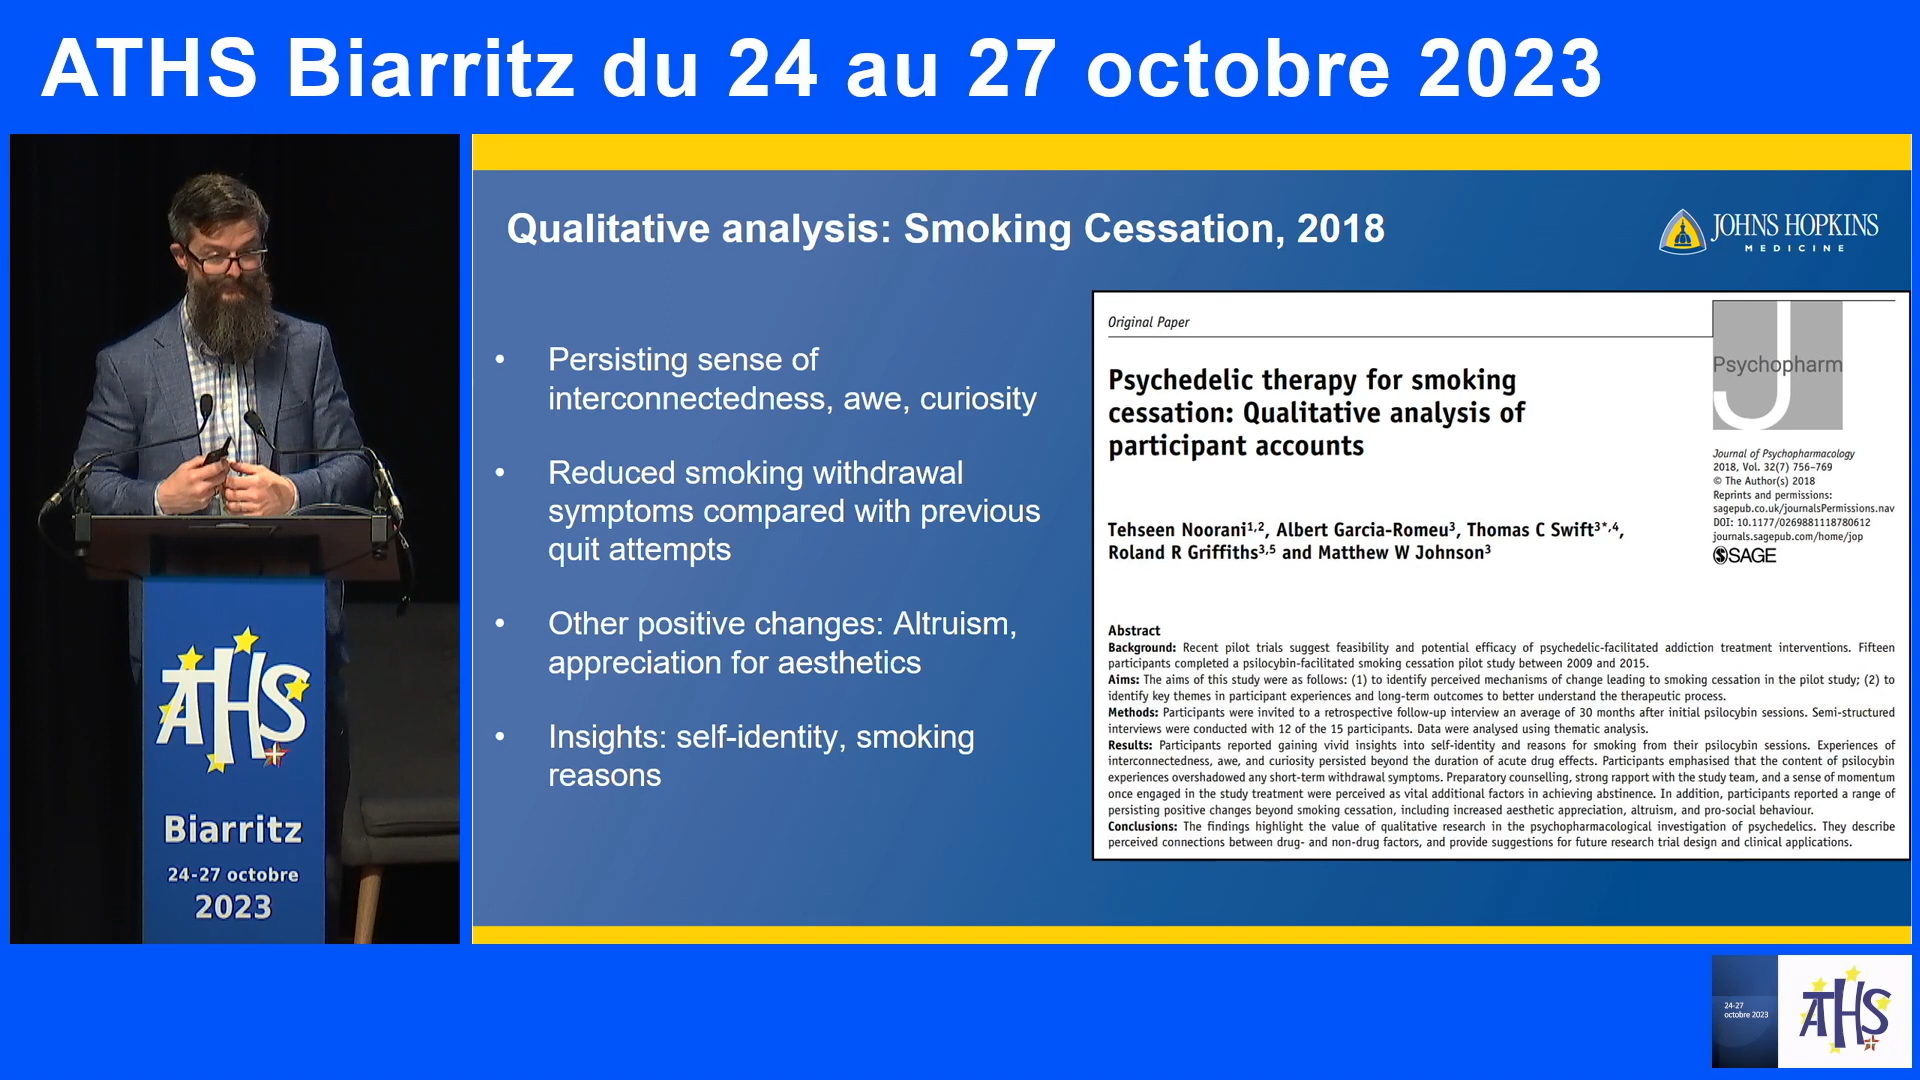 ATHS Biarritz du 24 au 27 octobre 2023
ATHS
Biarritz
24-27 octobre
2023
Qualitative analysis: Smoking Cessation, 2018
JOHNS HOPKINS
MEDICINE
• Persisting sense of
interconnectedness, awe, curiosity
• Reduced smoking withdrawal
symptoms compared with previous
quit attempts
• Other positive changes: Altruism,
appreciation for aesthetics
• Insights: self-identity, smoking
reasons
Original Paper
Psychedelic therapy for smoking
cessation: Qualitative analysis of
participant accounts
J
Psychopharm
Journal of Psychopharmacology
2018, Vol. 32(7) 756–769
© The Author(s) 2018
Reprints and permissions:
sagepub.co.uk/journalsPermissions.nav
DOI: 10.1177/0269881118780612
journals.sagepub.com/home/jop
SAGE
Tehseen Noorani1,2, Albert Garcia-Romeu3, Thomas C Swift3*,4,
Roland R Griffiths3,5 and Matthew W Johnson3
Abstract
Background: Recent pilot trials suggest feasibility and potential efficacy of psychedelic-facilitated addiction treatment interventions. Fifteen
participants completed a psilocybin-facilitated smoking cessation pilot study between 2009 and 2015.
Aims: The aims of this study were as follows: (1) to identify perceived mechanisms of change leading to smoking cessation in the pilot study; (2) to
identify key themes in participant experiences and long-term outcomes to better understand the therapeutic process.
Methods: Participants were invited to a retrospective follow-up interview an average of 30 months after initial psilocybin sessions. Semi-structured
interviews were conducted with 12 of the 15 participants. Data were analysed using thematic analysis.
Results: Participants reported gaining vivid insights into self-identity and reasons for smoking from their psilocybin sessions. Experiences of
interconnectedness, awe, and curiosity persisted beyond the duration of acute drug effects. Participants emphasised that the content of psilocybin
experiences overshadowed any short-term withdrawal symptoms. Preparatory counselling, strong rapport with the study team, and a sense of momentum
once engaged in the study treatment were perceived as vital additional factors in achieving abstinence. In addition, participants reported a range of
persisting positive changes beyond smoking cessation, including increased aesthetic appreciation, altruism, and pro-social behaviour.
Conclusions: The findings highlight the value of qualitative research in the psychopharmacological investigation of psychedelics. They describe
perceived connections between drug- and non-drug factors, and provide suggestions for future research trial design and clinical applications.
24-27
octobre 2023
ATHS